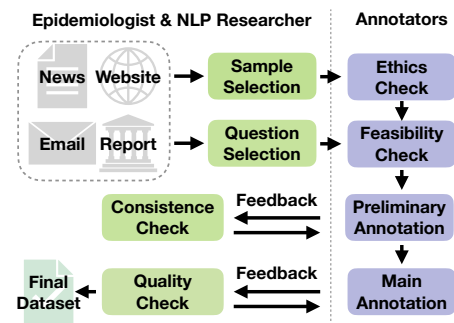 Epidemiologist & NLP Researcher
Annotators
News
Website
Email
Report
Sample
Selection
Question
Selection
Ethics
Check
Feasibility
Check
Consistence
Check
Feedback
Preliminary
Annotation
Final
Dataset
Quality
Check
Feedback
Main
Annotation